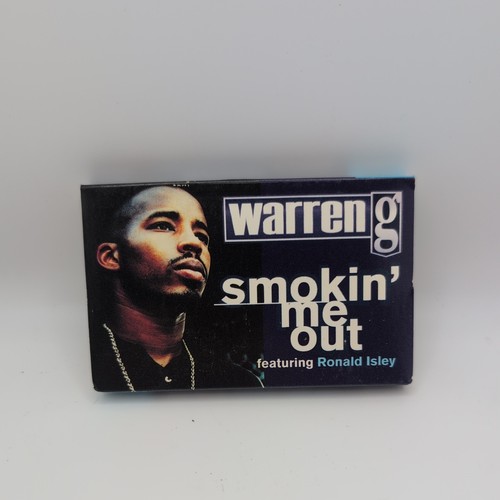 warren g
smokin'
me
out
featuring Ronald Isley